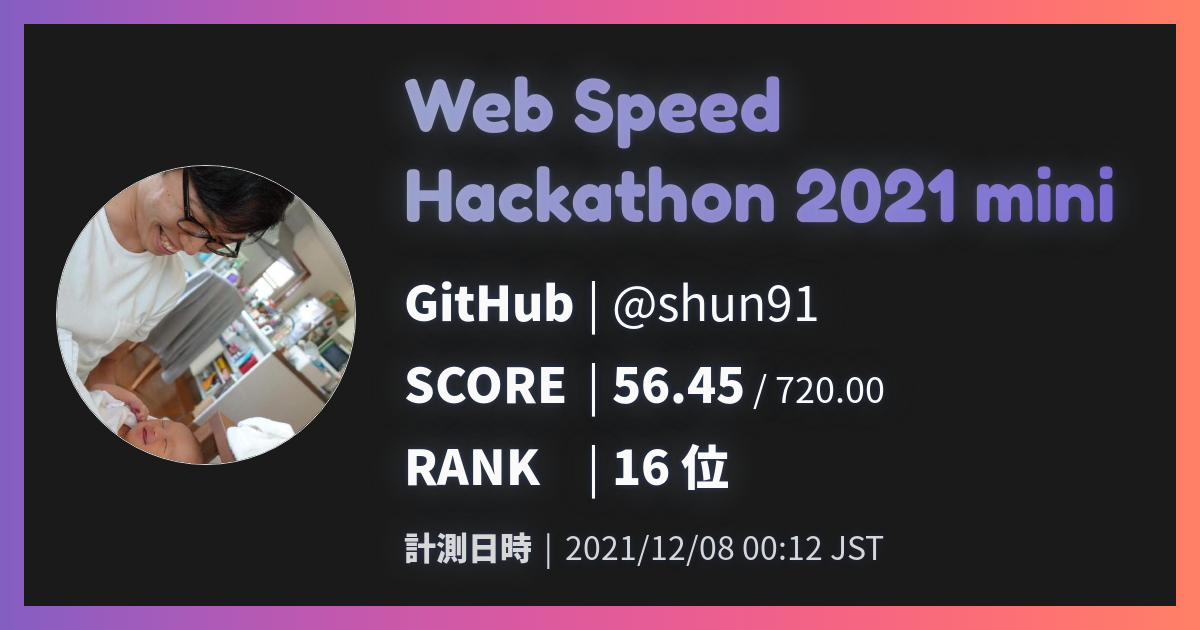 Web Speed
Hackathon 2021 mini
GitHub | @shun91
SCORE | 56.45 / 720.00
RANK | 16 位
計測日時 | 2021/12/08 00:12 JST